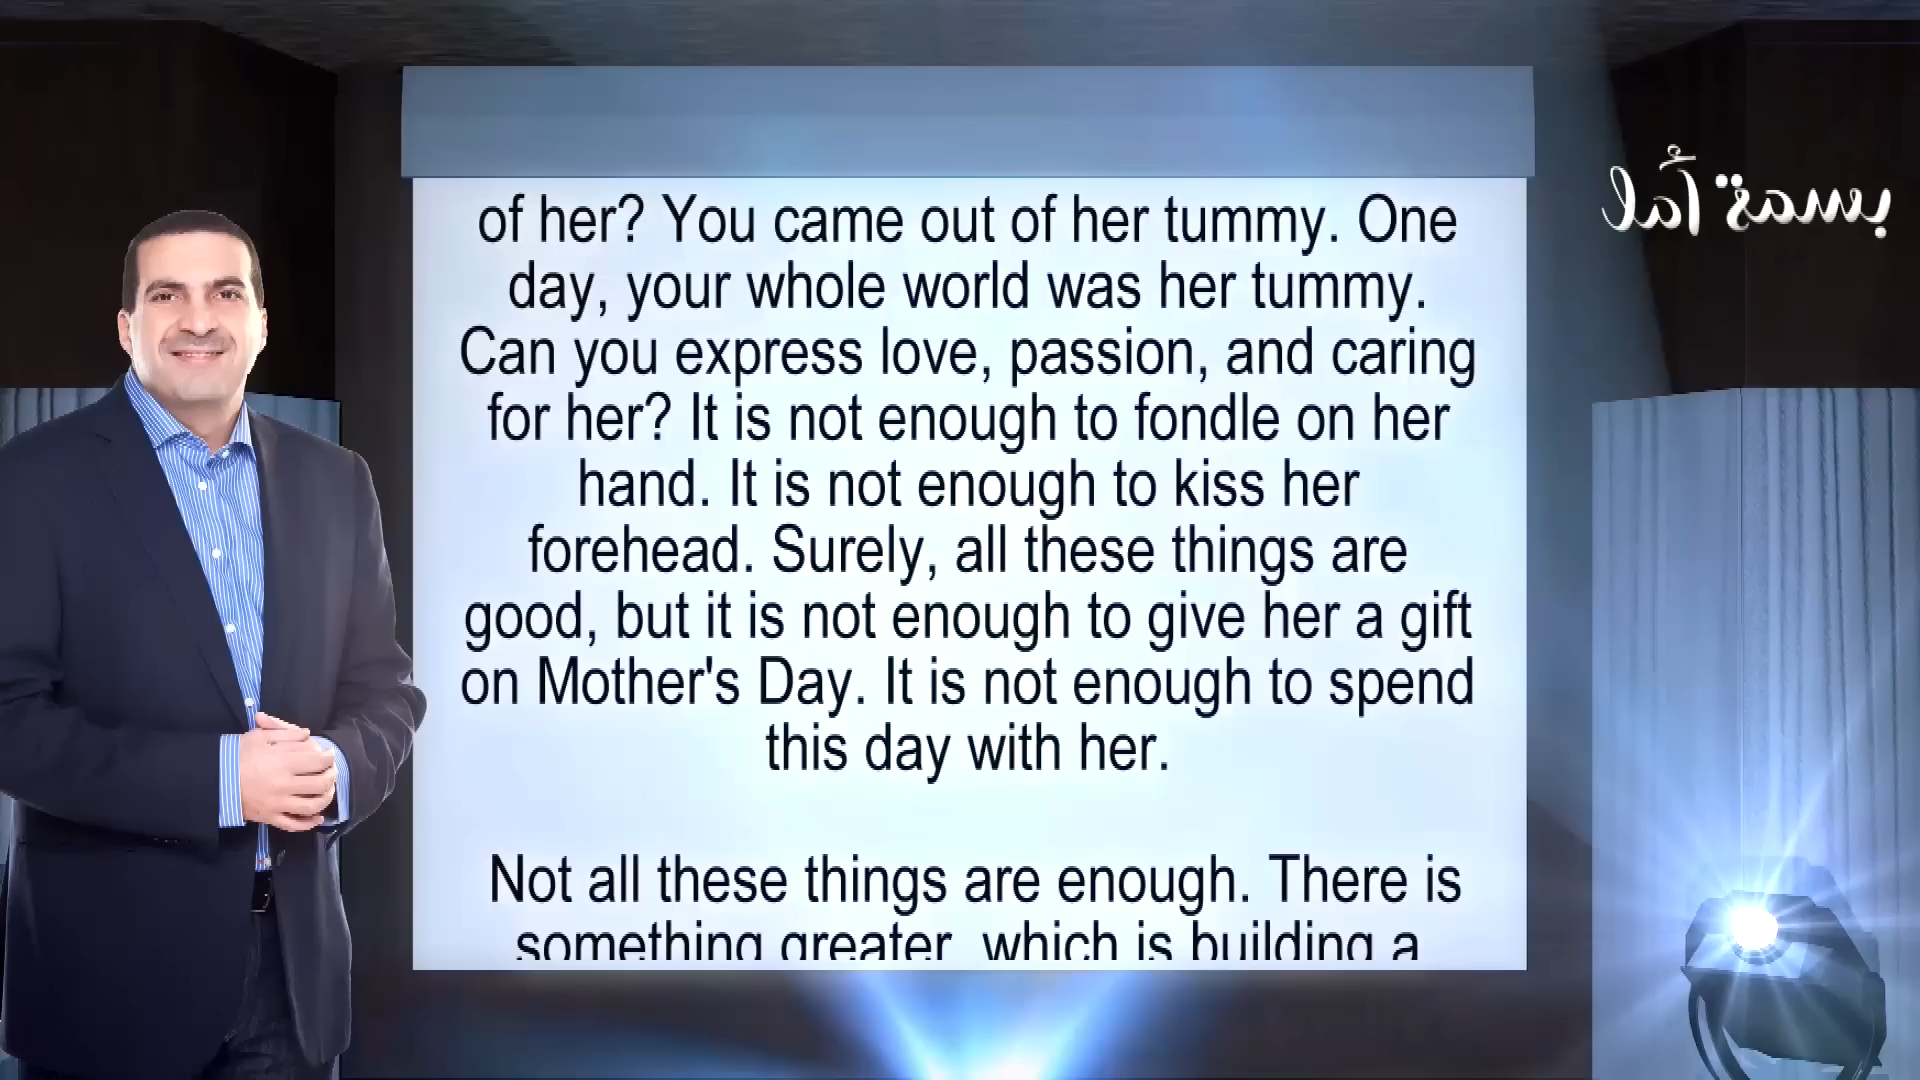 of her? You came out of her tummy. One
day, your whole world was her tummy.
Can you express love, passion, and caring
for her? It is not enough to fondle on her
hand. It is not enough to kiss her
forehead. Surely, all these things are
good, but it is not enough to give her a gift
on Mother's Day. It is not enough to spend
this day with her.
Not all these things are enough. There is
something greater, which is building a